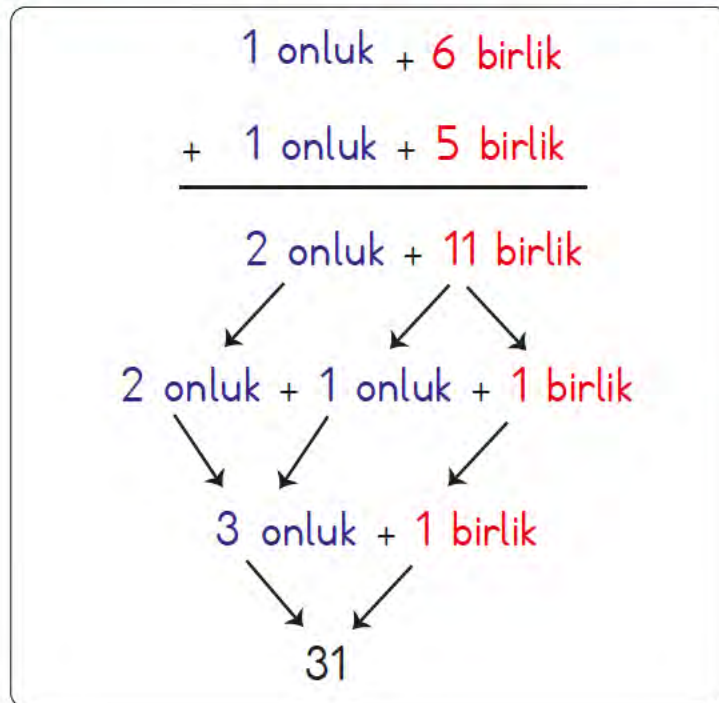 1 onluk + 6 birlik
+ 1 onluk + 5 birlik
2 onluk + 11 birlik
2 onluk + 1 onluk + 1 birlik
3 onluk + 1 birlik
31